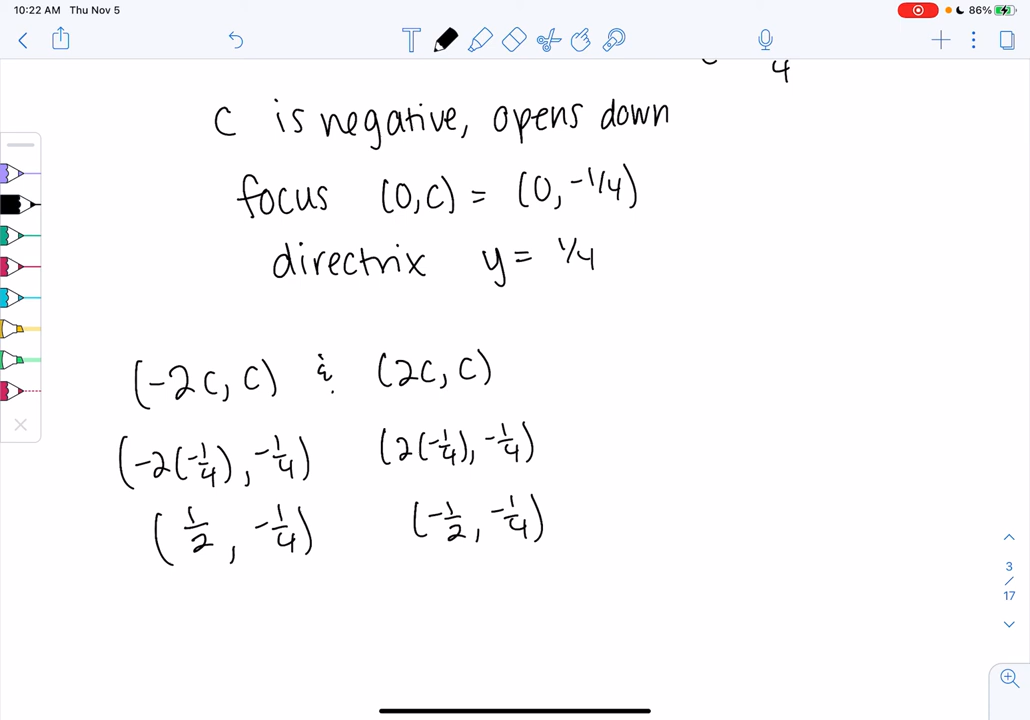 10:22 AM Thu Nov 5
86%
T
4
C is negative, opens down
focus (0,C) = (0, -1/4)
directrix y = 1/4
(-2C, C) & (2C, C)
(-2(-1/4), -1/4) (2(-1/4), -1/4)
(1/2, -1/4) (-1/2, -1/4)
3
/
17